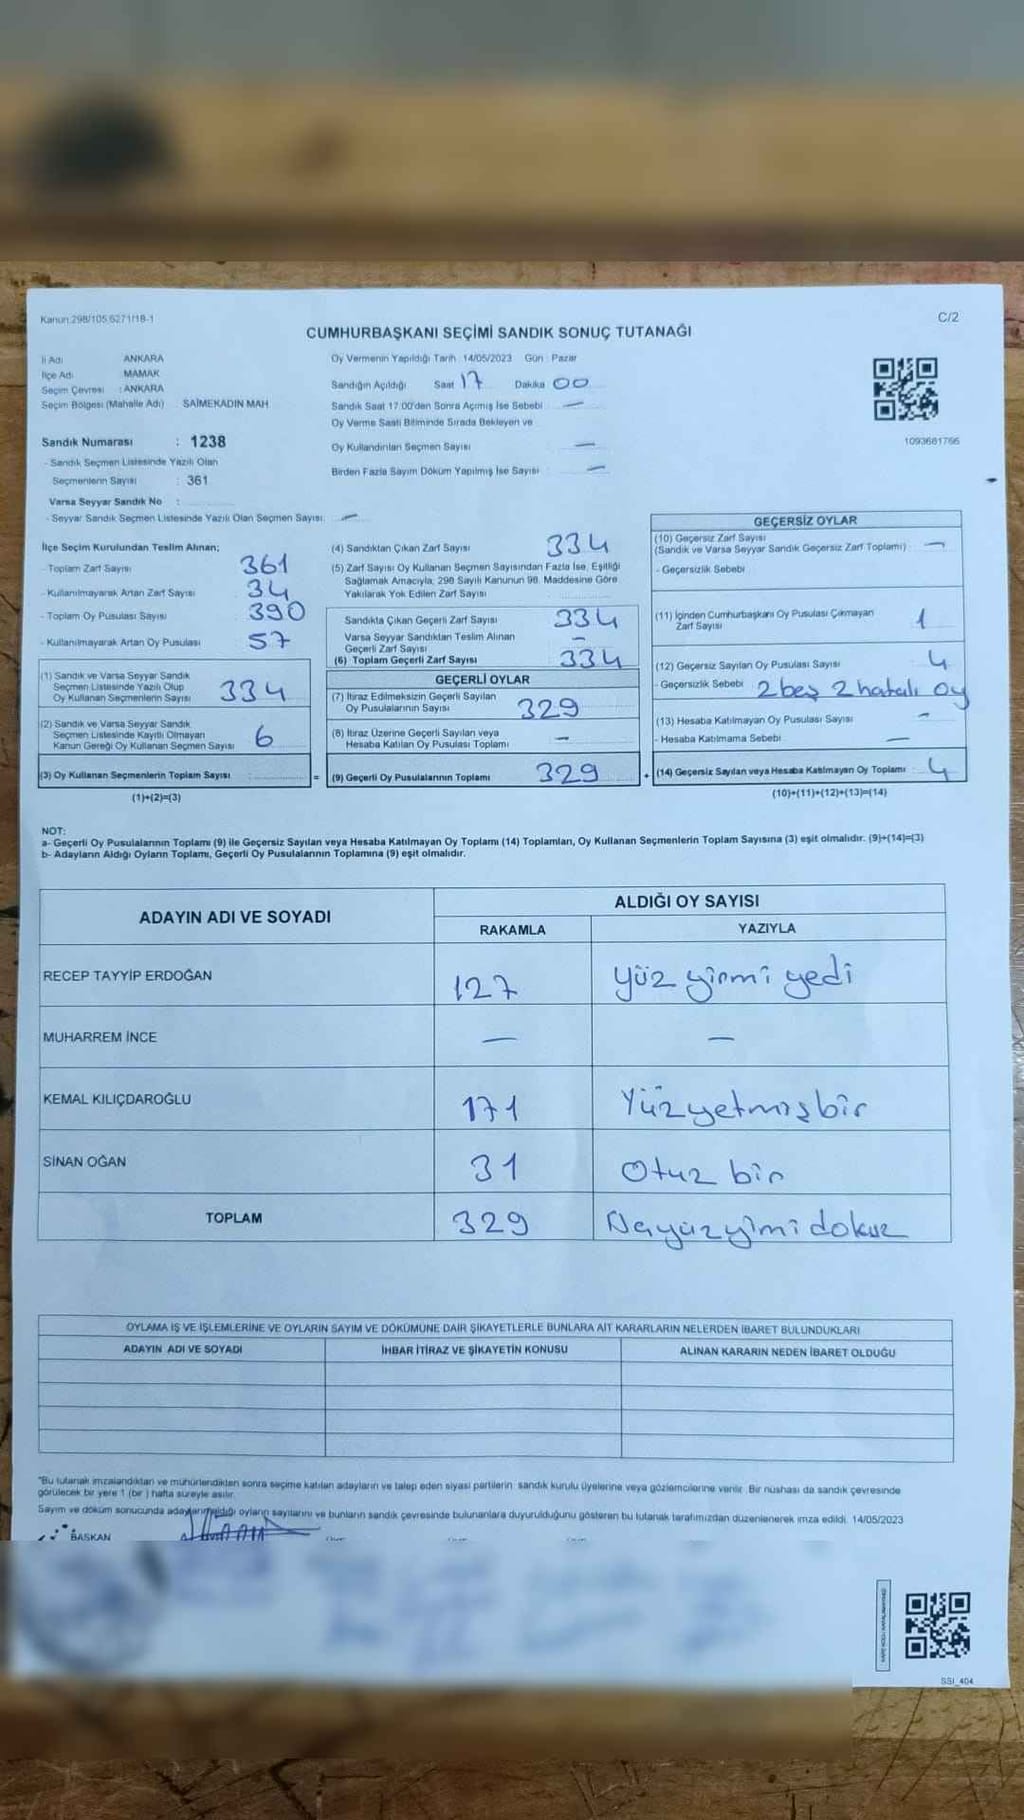 Kanun:298/105,6271/18-1
C/2
CUMHURBAŞKANI SEÇİMİ SANDIK SONUÇ TUTANAĞI
İl Adı ANKARA
İlçe Adı : MAMAK
Seçim Çevresi : ANKARA
Seçim Bölgesi (Mahalle Adı) : SAİMEKADIN MAH
Sandık Numarası : 1238
- Sandık Seçmen Listesinde Yazılı Olan
Seçmenlerin Sayısı : 361
Varsa Seyyar Sandık No :
- Seyyar Sandık Seçmen Listesinde Yazılı Olan Seçmen Sayısı: —
Oy Vermenin Yapıldığı Tarih : 14/05/2023 Gün : Pazar
Sandığın Açıldığı Saat 17 Dakika 00
Sandık Saat 17:00'den Sonra Açımış İse Sebebi : —
Oy Verme Saati Bitiminde Sırada Bekleyen ve
Oy Kullandırılan Seçmen Sayısı —
Birden Fazla Sayım Döküm Yapılmış İse Sayısı : —
1093681766
İlçe Seçim Kurulundan Teslim Alınan;
- Toplam Zarf Sayısı 361
- Kullanılmayarak Artan Zarf Sayısı 34
- Toplam Oy Pusulası Sayısı 390
- Kullanılmayarak Artan Oy Pusulası 57
(1) Sandık ve Varsa Seyyar Sandık
Seçmen Listesinde Yazılı Olup
Oy Kullanan Seçmenlerin Sayısı 334
(2) Sandık ve Varsa Seyyar Sandık
Seçmen Listesinde Kayıtlı Olmayan
Kanun Gereği Oy Kullanan Seçmen Sayısı 6
(3) Oy Kullanan Seçmenlerin Toplam Sayısı =
(1)+(2)=(3)
(4) Sandıktan Çıkan Zarf Sayısı 334
(5) Zarf Sayısı Oy Kullanan Seçmen Sayısından Fazla İse, Eşitliği
Sağlamak Amacıyla, 298 Sayılı Kanunun 98. Maddesine Göre
Yakılarak Yok Edilen Zarf Sayısı
Sandıkta Çıkan Geçerli Zarf Sayısı 334
Varsa Seyyar Sandıktan Teslim Alınan
Geçerli Zarf Sayısı —
(6) Toplam Geçerli Zarf Sayısı 334
GEÇERLİ OYLAR
(7) İtiraz Edilmeksizin Geçerli Sayılan
Oy Pusulalarının Sayısı 329
(8) İtiraz Üzerine Geçerli Sayılan veya
Hesaba Katılan Oy Pusulası Toplamı —
(9) Geçerli Oy Pusulalarının Toplamı 329 +
GEÇERSİZ OYLAR
(10) Geçersiz Zarf Sayısı
(Sandık ve Varsa Seyyar Sandık Geçersiz Zarf Toplamı) : —
- Geçersizlik Sebebi
(11) İçinden Cumhurbaşkanı Oy Pusulası Çıkmayan
Zarf Sayısı 1
(12) Geçersiz Sayılan Oy Pusulası Sayısı 4
- Geçersizlik Sebebi 2 beş 2 hatalı oy
(13) Hesaba Katılmayan Oy Pusulası Sayısı —
- Hesaba Katılmama Sebebi —
(14) Geçersiz Sayılan veya Hesaba Katılmayan Oy Toplamı : 4
(10)+(11)+(12)+(13)=(14)
NOT:
a- Geçerli Oy Pusulalarının Toplamı (9) ile Geçersiz Sayılan veya Hesaba Katılmayan Oy Toplamı (14) Toplamları, Oy Kullanan Seçmenlerin Toplam Sayısına (3) eşit olmalıdır. (9)+(14)=(3)
b- Adayların Aldığı Oyların Toplamı, Geçerli Oy Pusulalarının Toplamına (9) eşit olmalıdır.
ADAYIN ADI VE SOYADI
ALDIĞI OY SAYISI
RAKAMLA YAZIYLA
RECEP TAYYİP ERDOĞAN 127 Yüz yirmi yedi
MUHARREM İNCE — —
KEMAL KILIÇDAROĞLU 171 Yüzyetmişbir
SİNAN OĞAN 31 Otuz bir
TOPLAM 329
OYLAMA İŞ VE İŞLEMLERİNE VE OYLARIN SAYIM VE DÖKÜMÜNE DAİR ŞİKAYETLERLE BUNLARA AİT KARARLARIN NELERDEN İBARET BULUNDUKLARI
ADAYIN ADI VE SOYADI İHBAR İTİRAZ VE ŞİKAYETİN KONUSU ALINAN KARARIN NEDEN İBARET OLDUĞU
"Bu tutanak imzalandıktan ve mühürlendikten sonra seçime katılan adayların ve talep eden siyasi partilerin sandık kurulu üyelerine veya gözlemcilerine verilir. Bir nüshası da sandık çevresinde
görülecek bir yere 1 (bir ) hafta süreyle asılır.
Sayım ve döküm sonucunda adayların aldığı oyların sayılarını ve bunların sandık çevresinde bulunanlara duyurulduğunu gösteren bu tutanak tarafımızdan düzenlenerek imza edildi. 14/05/2023
BAŞKAN
SSI_404